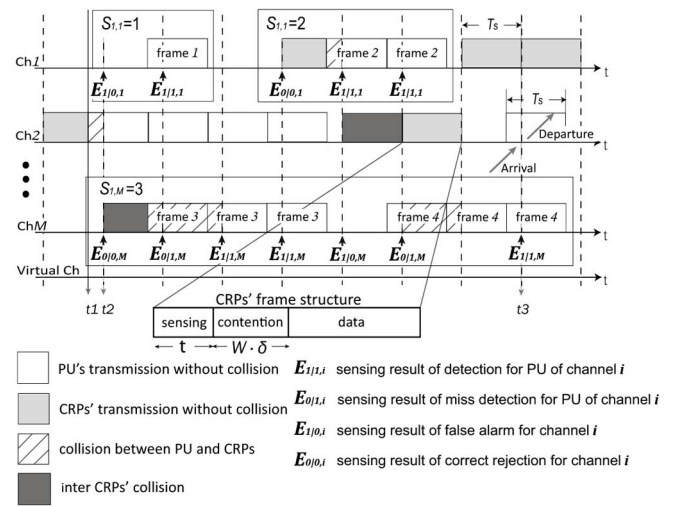 S1,1=1
S1,1=2
Ts
frame 1
frame 2
frame 2
Ch1
t
E1|0,1
E1|1,1
E0|0,1
E1|1,1
E1|1,1
Ts
Ch2
Departure
t
Arrival
S1,M=3
frame 3
frame 3
frame 3
frame 4
frame 4
frame 4
ChM
t
E0|0,M
E0|1,M
E1|1,M
E1|1,M
E1|0,M
E0|1,M
E1|1,M
Virtual Ch
t
t1
t2
t3
CRPs' frame structure
sensing
contention
data
t
W · δ
PU's transmission without collision
E1|1,i sensing result of detection for PU of channel i
CRPs' transmission without collision
E0|1,i sensing result of miss detection for PU of channel i
collision between PU and CRPs
E1|0,i sensing result of false alarm for channel i
inter CRPs' collision
E0|0,i sensing result of correct rejection for channel i